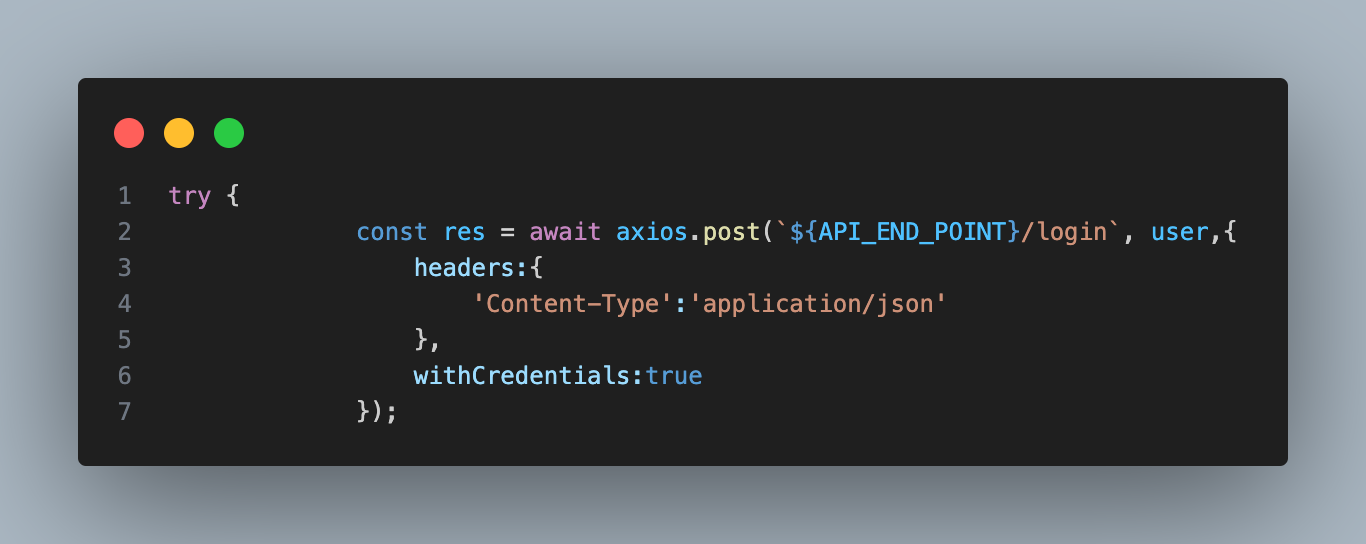 1 try {
2 const res = await axios.post(`${API_END_POINT}/login`, user,{
3 headers:{
4 'Content-Type':'application/json'
5 },
6 withCredentials:true
7 });